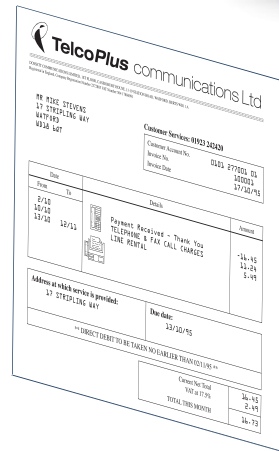 TelcoPlus communications Ltd
MR MIKE STEVENS
17 STRIPLING WAY
WATFORD
WD18 6QT
Customer Services: 01923 242420
Customer Account No. 0101 277001 01
Invoice No. 100001
Invoice Date 17/10/95
Date
From To Details Amount
2/10 Payment Received - Thank You -16.45
10/10 TELEPHONE & FAX CALL CHARGES 11.24
13/10 12/11 LINE RENTAL 5.49
Address at which service is provided:
17 STRIPLING WAY
Due date:
13/10/95
** DIRECT DEBIT TO BE TAKEN NO EARLIER THAN 02/11/95 **
Current Net Total 16.45
VAT at 17.5% 2.49
TOTAL THIS MONTH 16.73